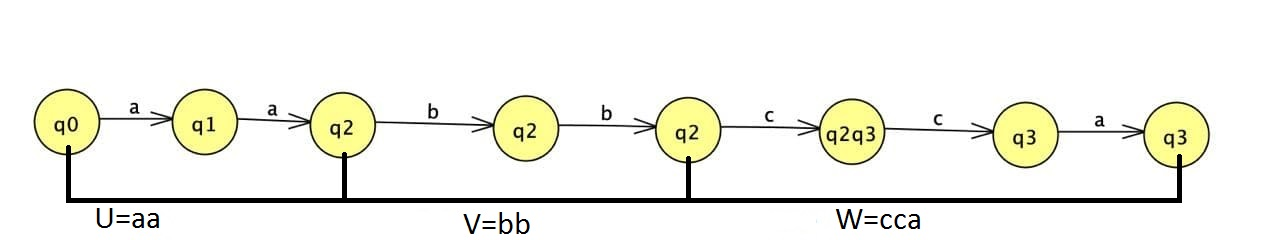 a a b b c c a
q0 q1 q2 q2 q2 q2q3 q3 q3
U=aa V=bb W=cca